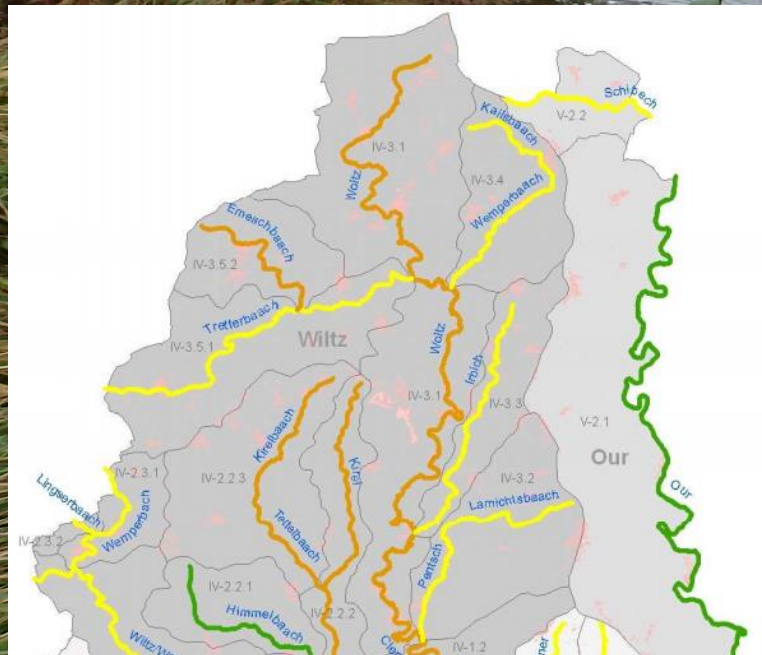 Schibech
V-2.2
Kailsbaach
IV-3.1
IV-3.4
Woltz
Wemperbaach
Emeschbaach
IV-3.5.2
Tretterbaach
IV-3.5.1
Wiltz
Woltz
Irbich
IV-3.1
IV-3.3
V-2.1
Our
Kirelbaach
Kirel
IV-2.2.3
IV-2.3.1
Lingserbaach
Wemperbach
IV-2.3.2
Tettelbaach
IV-3.2
Lamichtsbaach
Our
Pentsch
IV-2.2.1
Himmelbaach
IV-2.2.2
IV-1.2